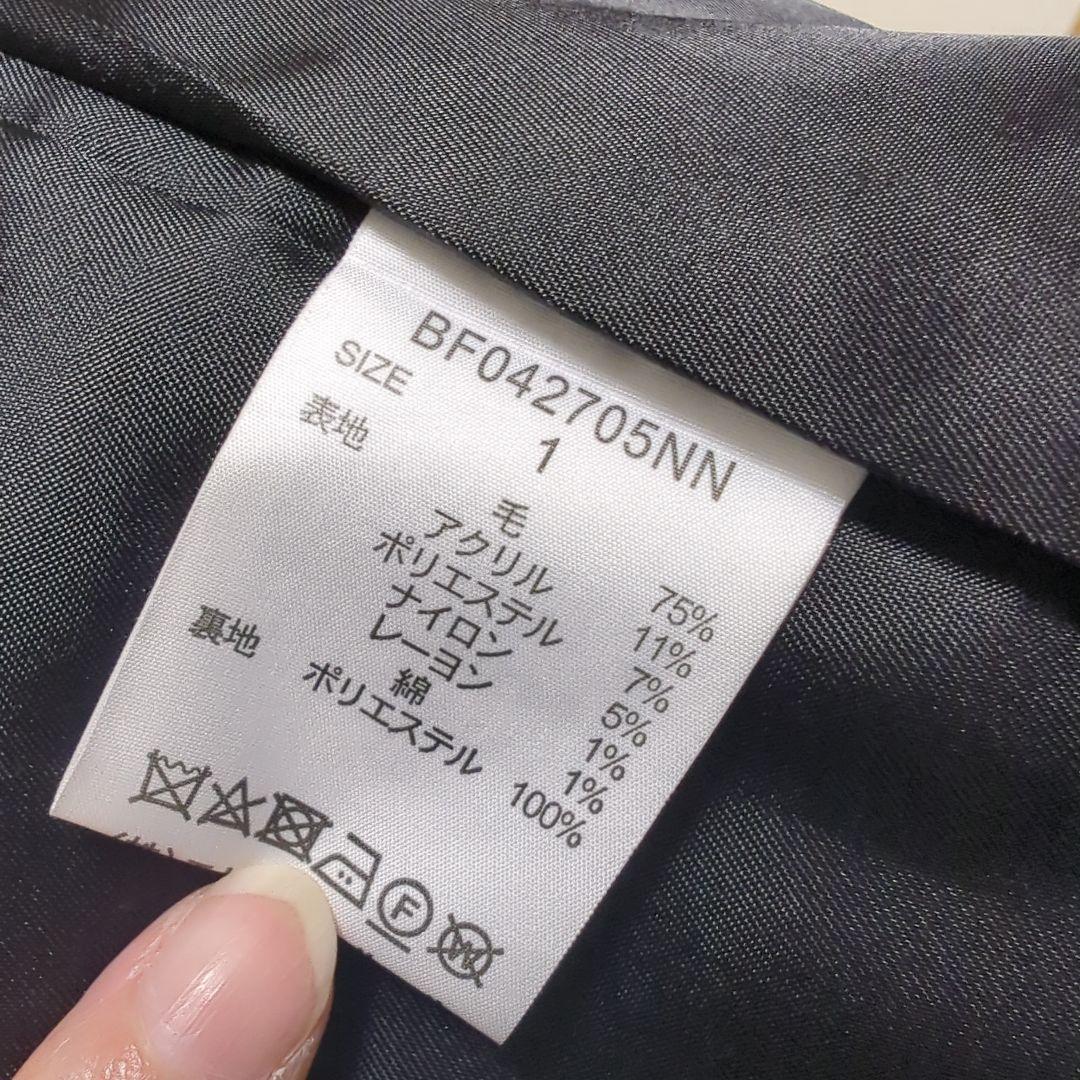 BF042705NN
SIZE 1
表地 毛 75%
アクリル 11%
ポリエステル 7%
ナイロン 5%
レーヨン 1%
綿 1%
裏地 ポリエステル 100%
F
W